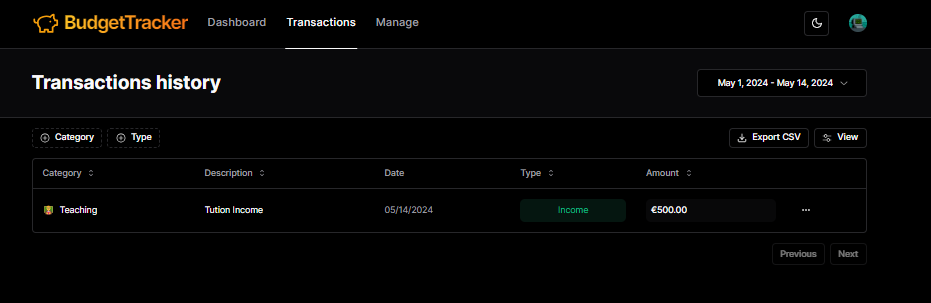 BudgetTracker Dashboard Transactions Manage
Transactions history
May 1, 2024 - May 14, 2024
Category Type Export CSV View
Category Description Date Type Amount
Teaching Tution Income 05/14/2024 Income €500.00 ...
Previous Next